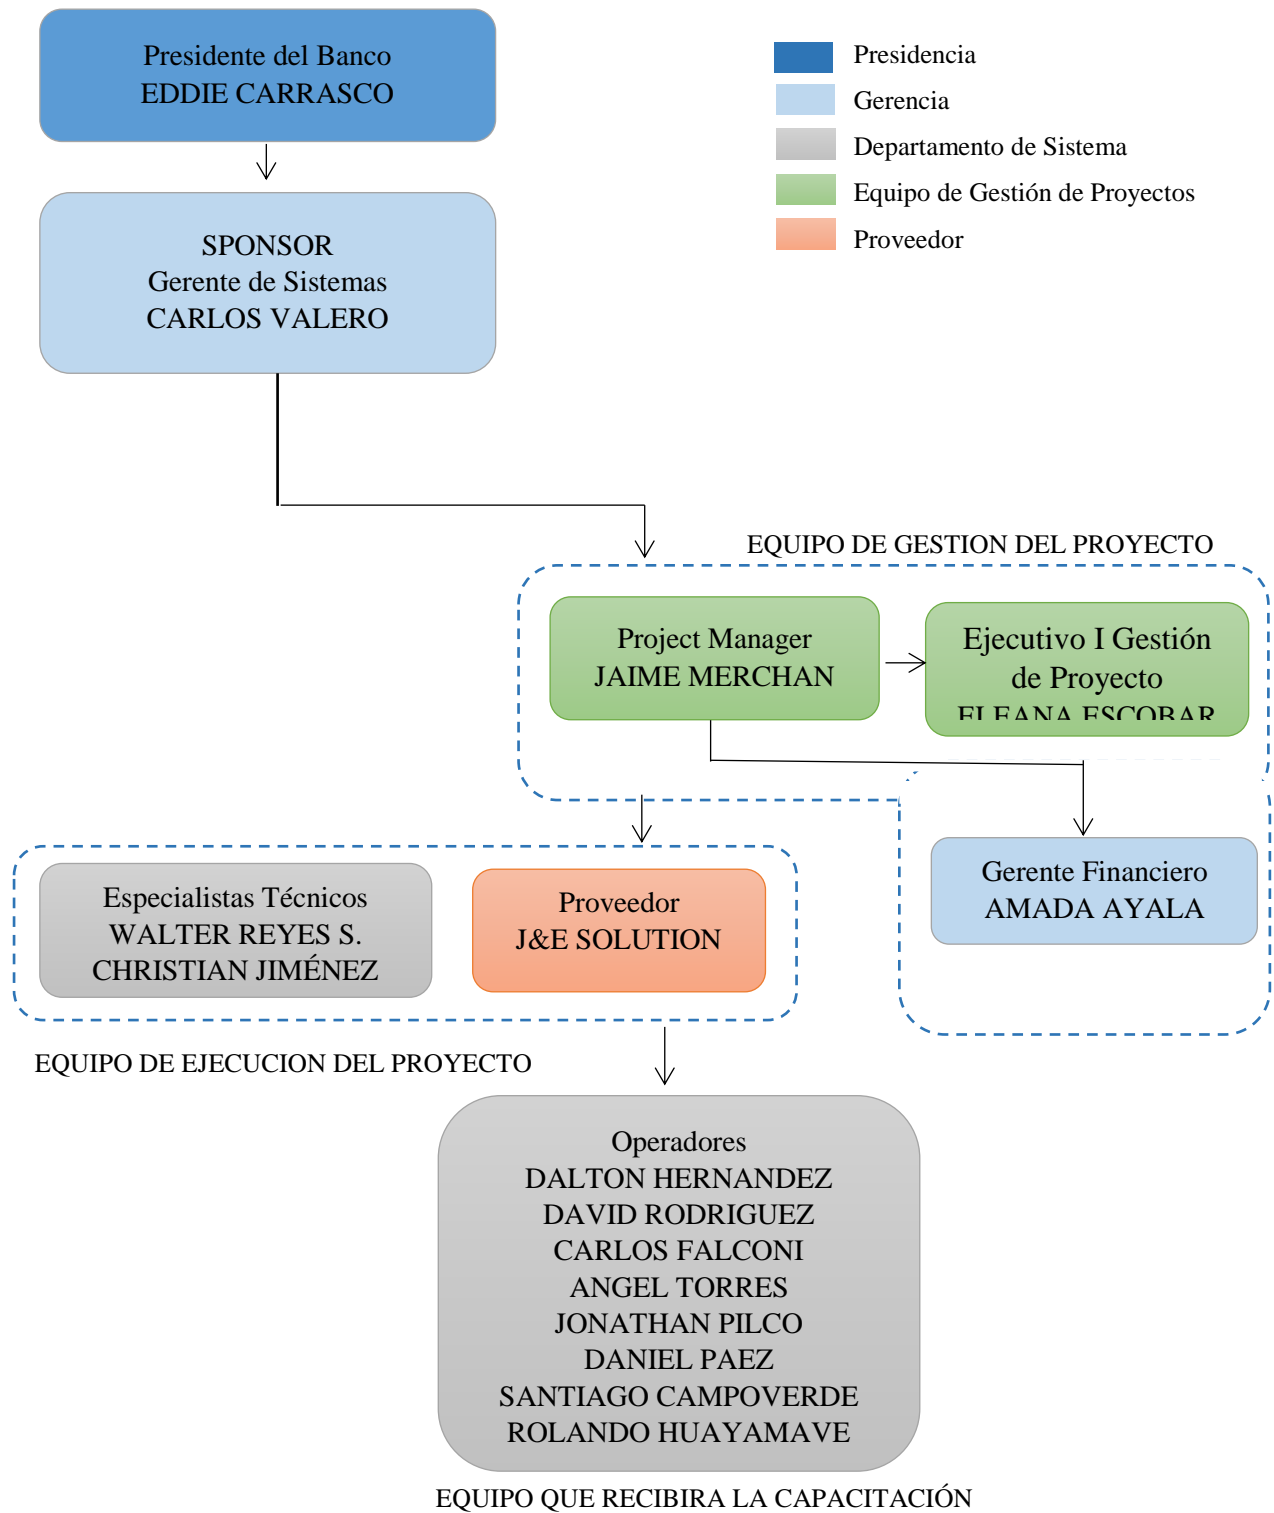 Presidente del Banco
EDDIE CARRASCO
Presidencia
Gerencia
Departamento de Sistema
Equipo de Gestión de Proyectos
Proveedor
SPONSOR
Gerente de Sistemas
CARLOS VALERO
EQUIPO DE GESTION DEL PROYECTO
Project Manager
JAIME MERCHAN
Ejecutivo I Gestión
de Proyecto
ELEANA ESCOBAR
Gerente Financiero
AMADA AYALA
Especialistas Técnicos
WALTER REYES S.
CHRISTIAN JIMÉNEZ
Proveedor
J&E SOLUTION
EQUIPO DE EJECUCION DEL PROYECTO
Operadores
DALTON HERNANDEZ
DAVID RODRIGUEZ
CARLOS FALCONI
ANGEL TORRES
JONATHAN PILCO
DANIEL PAEZ
SANTIAGO CAMPOVERDE
ROLANDO HUAYAMAVE
EQUIPO QUE RECIBIRA LA CAPACITACIÓN